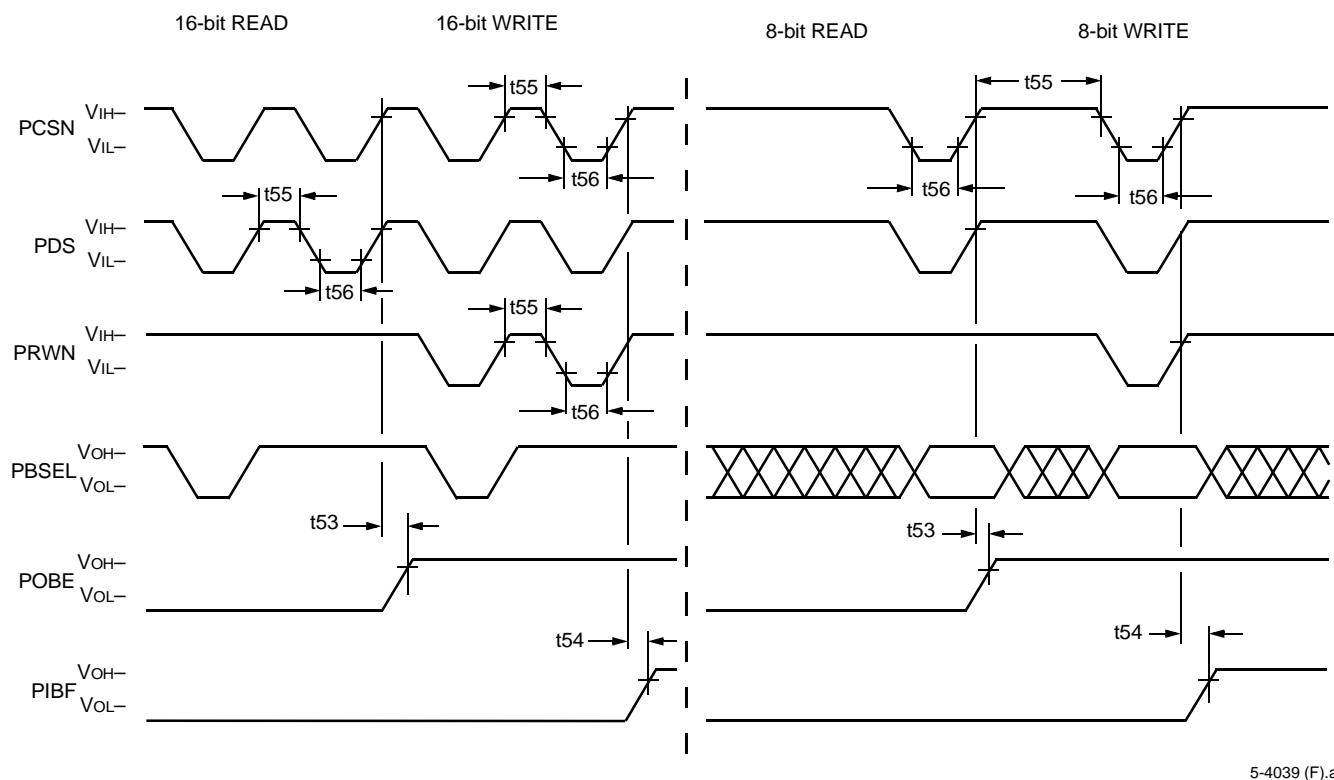 16-bit READ 16-bit WRITE 8-bit READ 8-bit WRITE
t55 t55
PCSN VIH–
VIL–
t56 t56 t56
t55
PDS VIH–
VIL–
t56
t55
PRWN VIH–
VIL–
t56
PBSEL VOH–
VOL–
t53 t53
POBE VOH–
VOL–
t54 t54
PIBF VOH–
VOL–
5-4039 (F).a